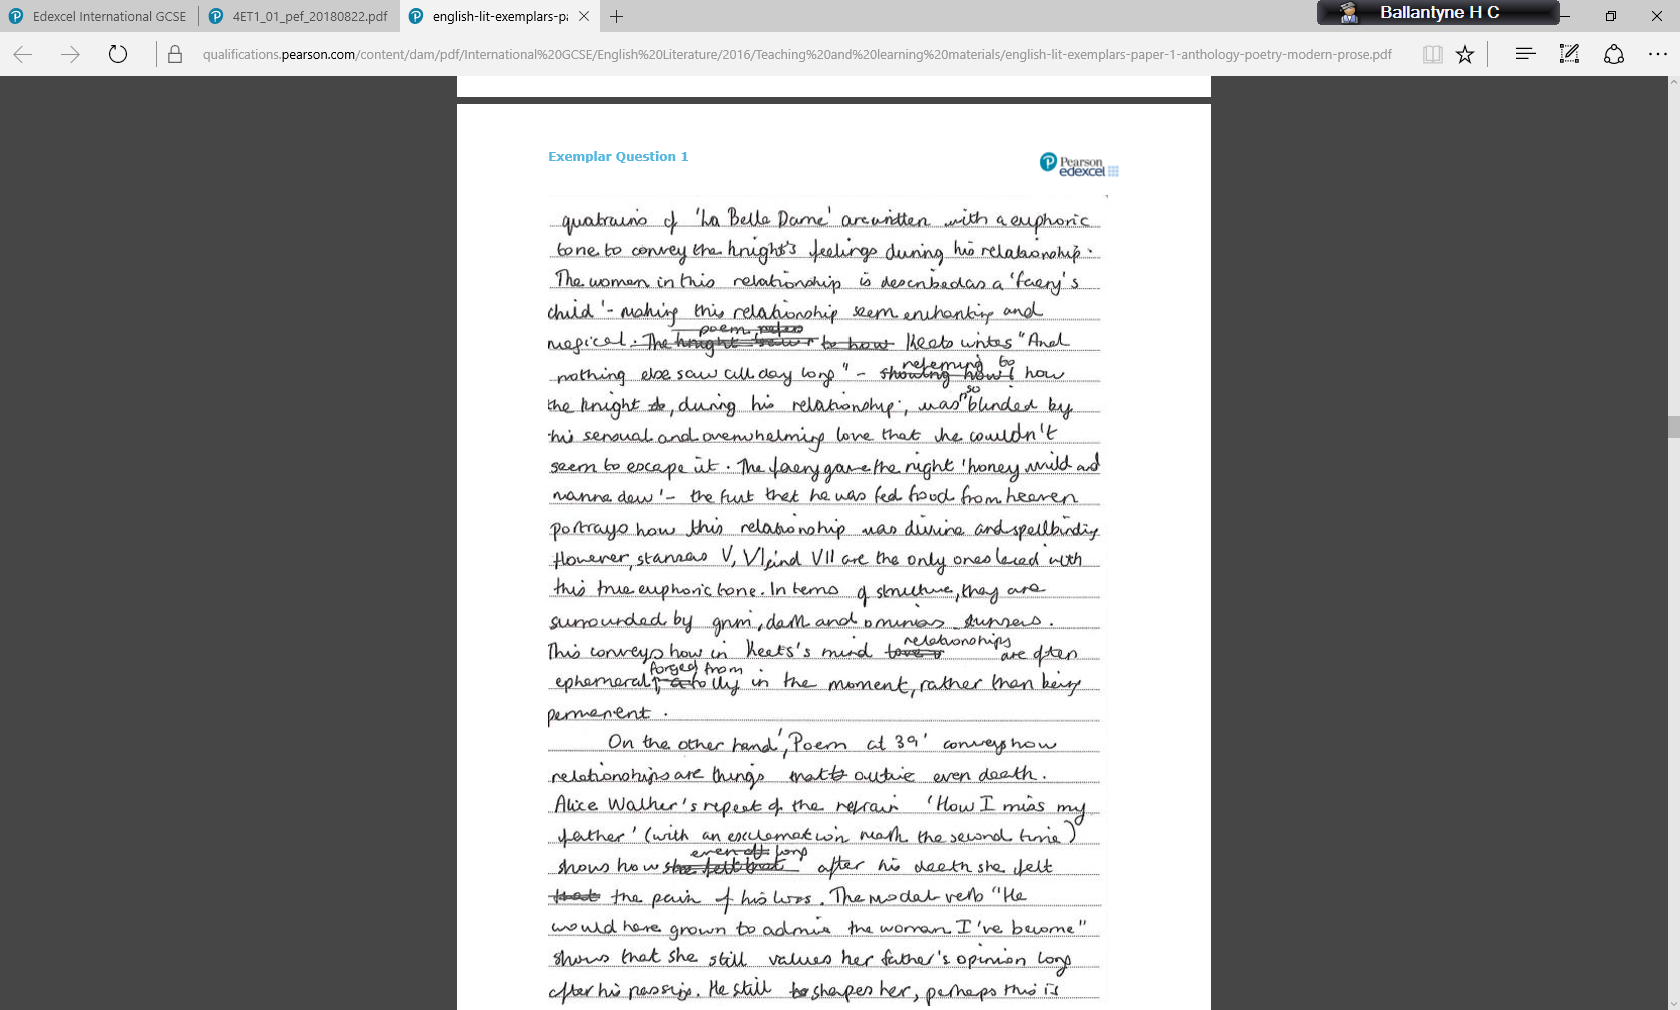 Edexcel International GCSE
4ET1_01_pef_20180822.pdf
english-lit-exemplars-pa
Ballantyne H C
qualifications.pearson.com/content/dam/pdf/International%20GCSE/English%20Literature/2016/Teaching%20and%20learning%20materials/english-lit-exemplars-paper-1-anthology-poetry-modern-prose.pdf
Exemplar Question 1
Pearson
edexcel
quatrains of 'La Belle Dame' are written with a euphoric
tone to convey the knight's feelings during his relationship.
The women in this relationship is described as a 'faery's
child' - making this relationship seem enchanting and
magical. The Keats writes "And
nothing else saw all day long" - referring to how
the knight, during his relationship, was so blinded by
his sensual and overwhelming love that he couldn't
seem to escape it. The faery gave the night 'honey wild and
manna dew' - the fact that he was fed food from heaven
portrays how this relationship was divine and spellbinding
However, stanzas V, VI and VII are the only ones laced with
this true euphoric tone. In terms of structure, they are
surrounded by grim, dark and ominous stanzas.
This conveys how in Keats's mind relationships are often
ephemeral, forged from in the moment, rather than being
permanent.
On the other hand, 'Poem at 39' conveys how
relationships are things that outlive even death.
Alice Walker's repeat of the refrain 'How I miss my
father' (with an exclamation mark the second time)
shows how even long after his death she felt
the pain of his loss. The modal verb "He
would have grown to admire the woman I've become"
shows that she still values her father's opinion long
after his passing. He still shapes her, perhaps this is